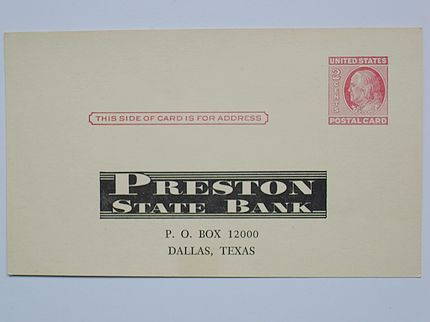 UNITED STATES
2 CENTS
POSTAL CARD
THIS SIDE OF CARD IS FOR ADDRESS
PRESTON
STATE BANK
P. O. BOX 12000
DALLAS, TEXAS